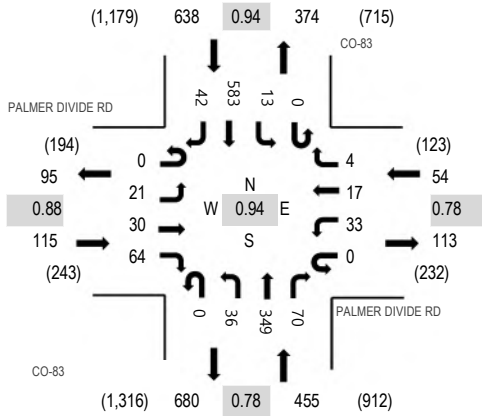 (1,179) 638 0.94 374 (715)
CO-83
PALMER DIVIDE RD
42 583 13 0
(194) (123)
95 0 4 54
21 N 17
0.88 W 0.94 E 0.78
30 S 33
115 64 0 113
(243) (232)
0 36 349 70
PALMER DIVIDE RD
CO-83
(1,316) 680 0.78 455 (912)